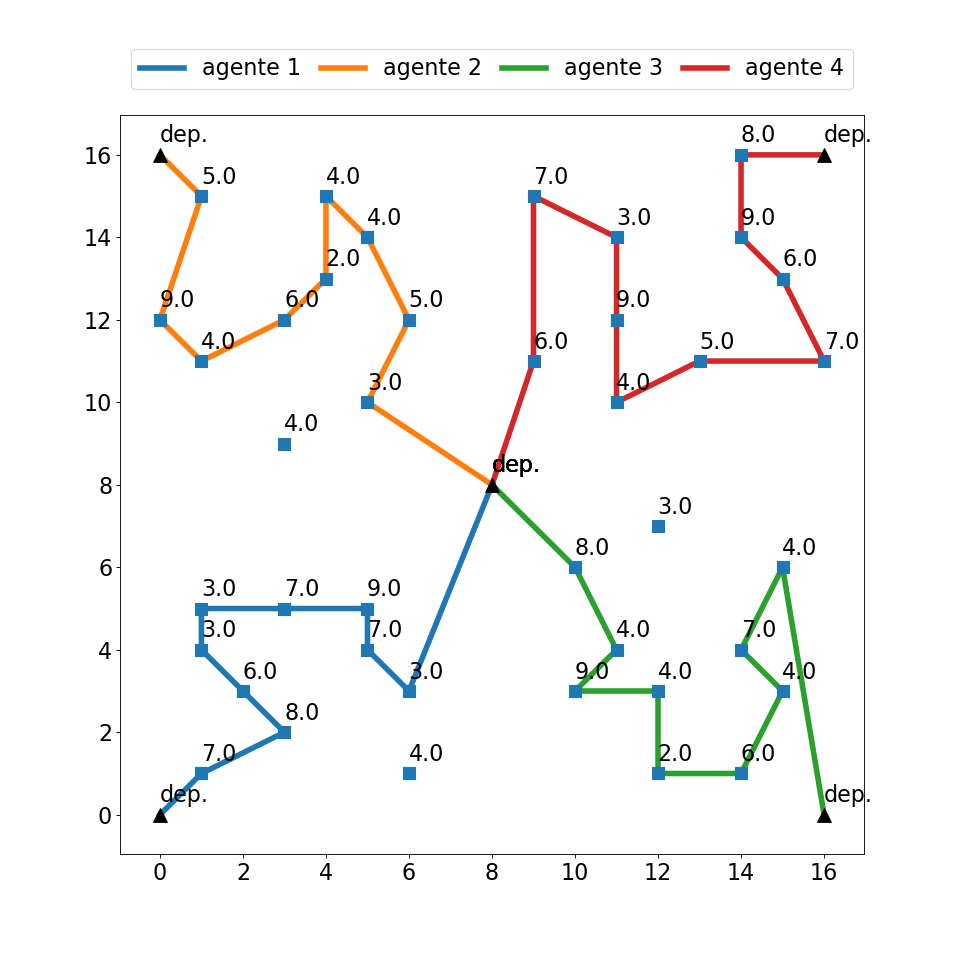 agente 1 agente 2 agente 3 agente 4
dep. 8.0 dep.
16
5.0 4.0 7.0
4.0 3.0 9.0
14
2.0 6.0
9.0 6.0 5.0 9.0
12
4.0 6.0 5.0 7.0
3.0 4.0
10
4.0
dep. dep.
8
3.0
8.0 4.0
6
3.0 7.0 9.0
3.0 7.0 4.0 7.0
4
6.0 3.0 9.0 4.0 4.0
8.0
2
7.0 4.0 2.0 6.0
dep. dep.
0
0 2 4 6 8 10 12 14 16